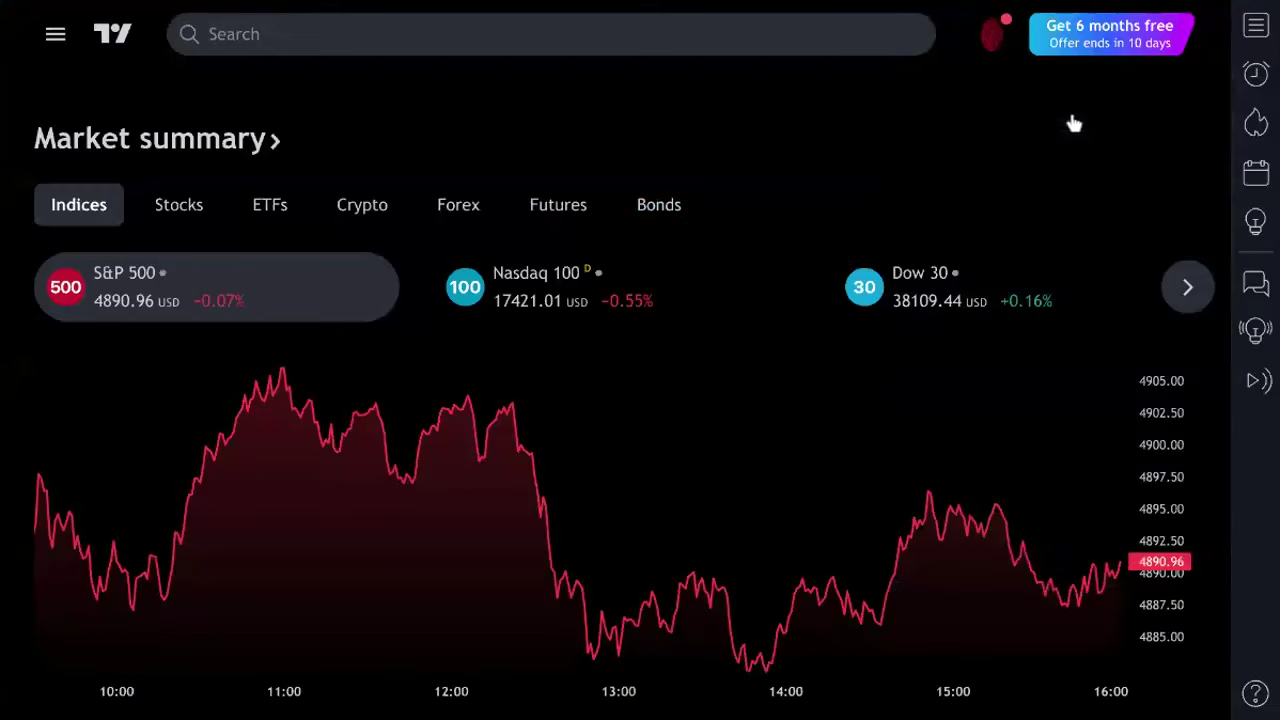 Search
Get 6 months free
Offer ends in 10 days
Market summary
Indices
Stocks
ETFs
Crypto
Forex
Futures
Bonds
500
S&P 500
4890.96 USD −0.07%
100
Nasdaq 100 D
17421.01 USD −0.55%
30
Dow 30
38109.44 USD +0.16%
4905.00
4902.50
4900.00
4897.50
4895.00
4892.50
4890.96
4890.00
4887.50
4885.00
10:00
11:00
12:00
13:00
14:00
15:00
16:00